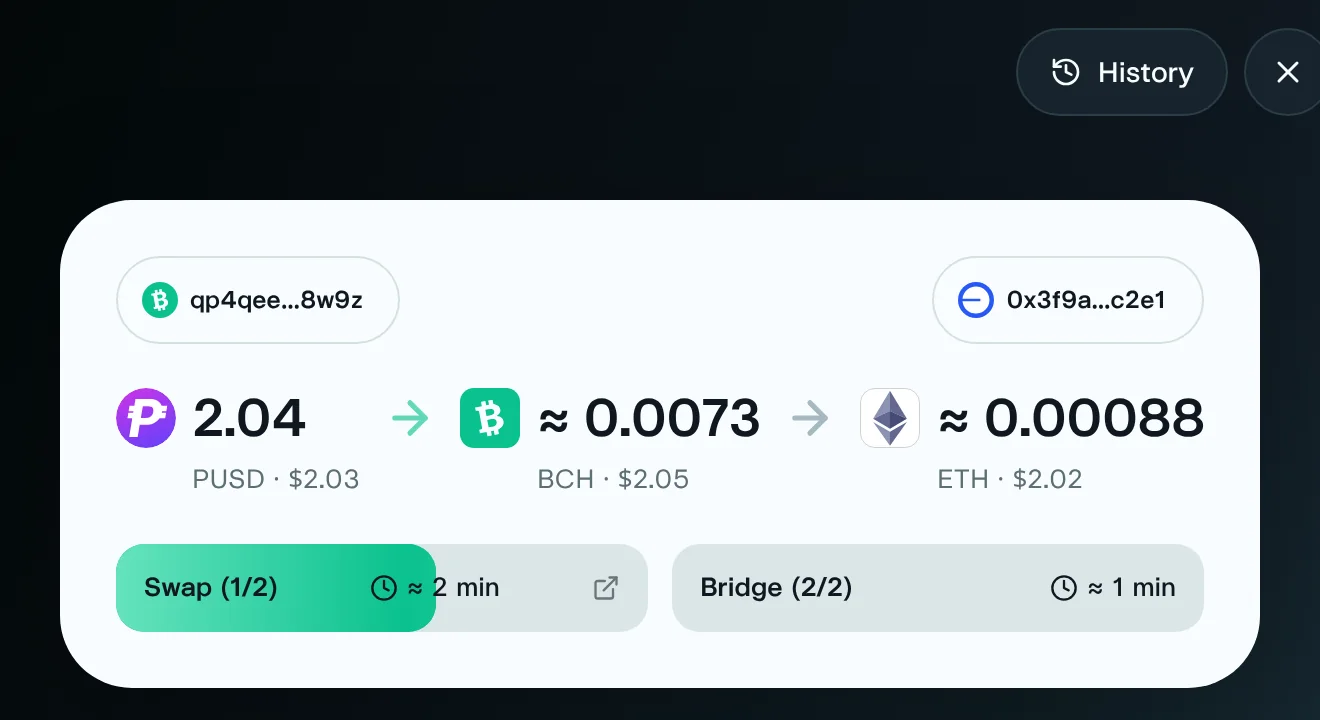 History
qp4qee...8w9z
0x3f9a...c2e1
2.04
≈ 0.0073
≈ 0.00088
PUSD · $2.03
BCH · $2.05
ETH · $2.02
Swap (1/2)
≈ 2 min
Bridge (2/2)
≈ 1 min